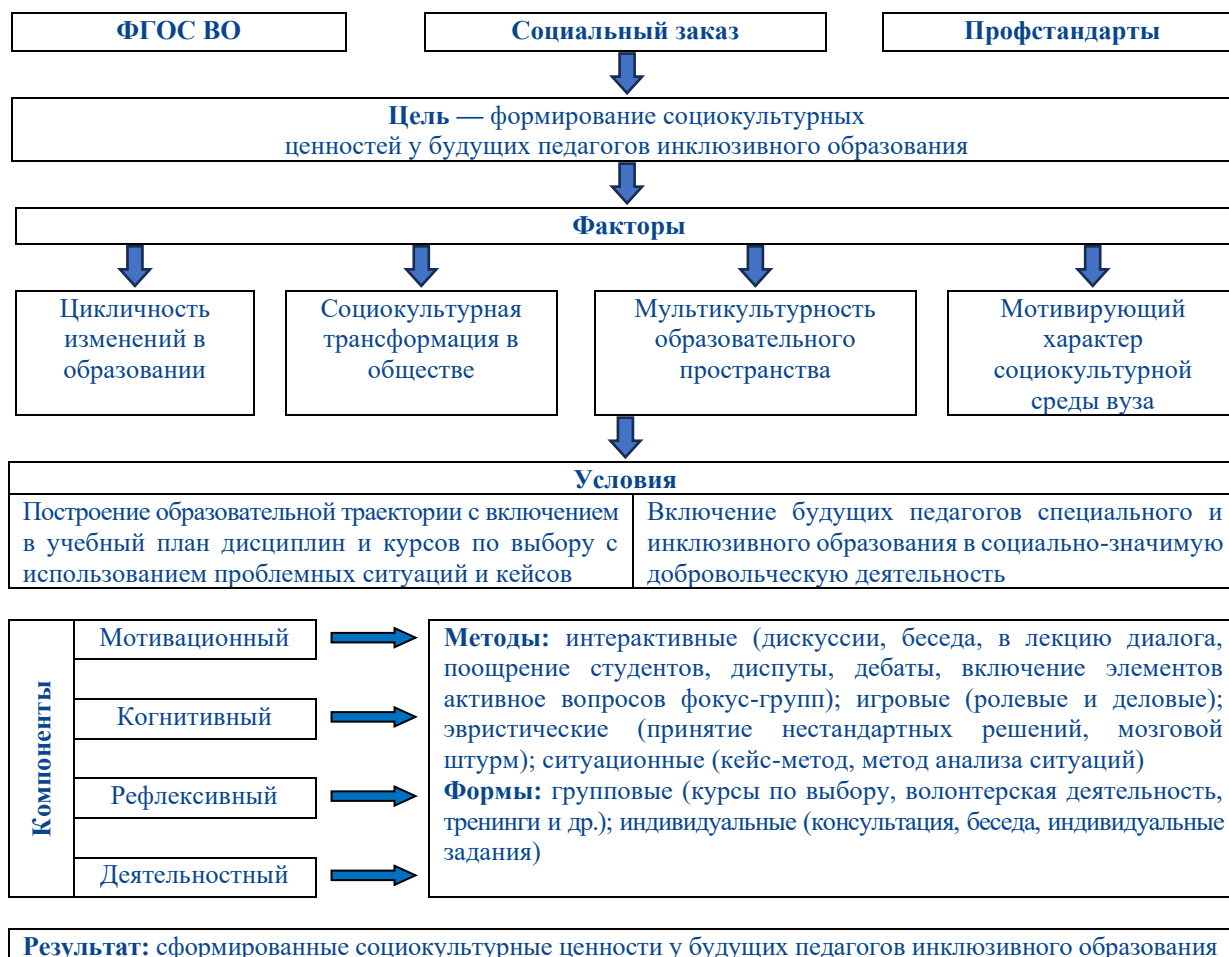 ФГОС ВО
Социальный заказ
Профстандарты
Цель — формирование социокультурных
ценностей у будущих педагогов инклюзивного образования
Факторы
Цикличность
изменений в
образовании
Социокультурная
трансформация в
обществе
Мультикультурность
образовательного
пространства
Мотивирующий
характер
социокультурной
среды вуза
Условия
Построение образовательной траектории с включением
в учебный план дисциплин и курсов по выбору с
использованием проблемных ситуаций и кейсов
Включение будущих педагогов специального и
инклюзивного образования в социально-значимую
добровольческую деятельность
Компоненты
Мотивационный
Когнитивный
Рефлексивный
Деятельностный
Методы: интерактивные (дискуссии, беседа, в лекцию диалога,
поощрение студентов, диспуты, дебаты, включение элементов
активное вопросов фокус-групп); игровые (ролевые и деловые);
эвристические (принятие нестандартных решений, мозговой
штурм); ситуационные (кейс-метод, метод анализа ситуаций)
Формы: групповые (курсы по выбору, волонтерская деятельность,
тренинги и др.); индивидуальные (консультация, беседа, индивидуальные
задания)
Результат: сформированные социокультурные ценности у будущих педагогов инклюзивного образования